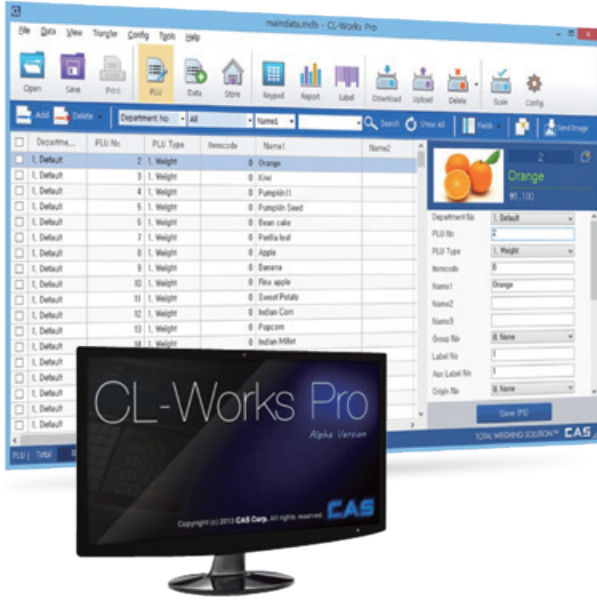 CL
maindata.mdb - CL-Works Pro
File Data View Transfer Config Tools Help
Open Save Print PLU Data Store Keypad Report Label Download Upload Delete Scale Config
Add Delete Department No All Name1 Search Show All Fields Send Image
Departme... PLU No PLU Type Itemcode Name1 Name2
1, Default 2 1, Weight 0 Orange
1, Default 3 1, Weight 0 Kiwi
1, Default 4 1, Weight 0 Pumpkin11
1, Default 5 1, Weight 0 Pumpkin Seed
1, Default 6 1, Weight 0 Bean cake
1, Default 7 1, Weight 0 Perilla leaf
1, Default 8 1, Weight 0 Apple
1, Default 9 1, Weight 0 Banana
1, Default 10 1, Weight 0 Fine apple
1, Default 11 1, Weight 0 Sweet Potato
1, Default 12 1, Weight 0 Indian Corn
1, Default 13 1, Weight 0 Popcorn
1, Default 14 1, Weight 0 Indian Millet
1, Default
1, Default
1, Default
1, Default
2
Orange
₩1,100
Department No 1, Default
PLU No 2
PLU Type 1, Weight
Itemcode 0
Name1 Orange
Name2
Name3
Group No 0, None
Label No 1
Aux Label No 1
Origin No 0, None
Save (F5)
TOTAL WEIGHING SOLUTION™ CAS
PLU | Total
CL-Works Pro
Alpha Version
CAS
Copyright (c) 2013 CAS Corp. All rights reserved.